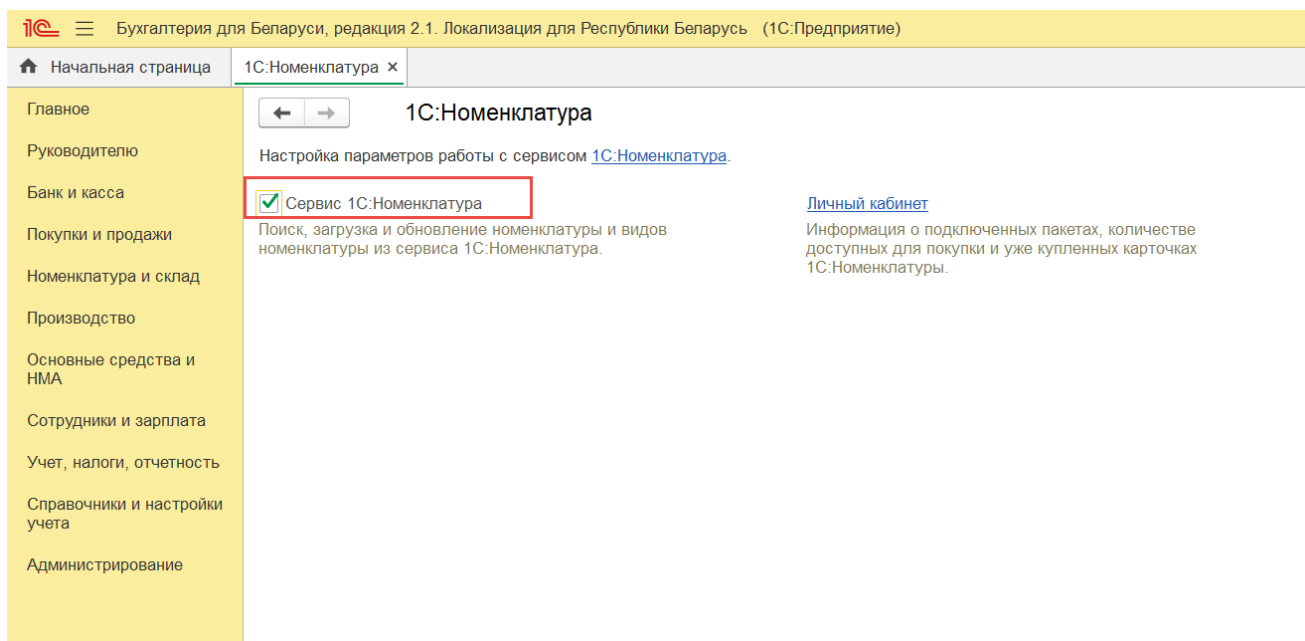 1С Бухгалтерия для Беларуси, редакция 2.1. Локализация для Республики Беларусь (1С:Предприятие)
Начальная страница 1С:Номенклатура ×
Главное
Руководителю
Банк и касса
Покупки и продажи
Номенклатура и склад
Производство
Основные средства и
НМА
Сотрудники и зарплата
Учет, налоги, отчетность
Справочники и настройки
учета
Администрирование
1С:Номенклатура
Настройка параметров работы с сервисом 1С:Номенклатура.
Сервис 1С:Номенклатура
Поиск, загрузка и обновление номенклатуры и видов
номенклатуры из сервиса 1С:Номенклатура.
Личный кабинет
Информация о подключенных пакетах, количестве
доступных для покупки и уже купленных карточках
1С:Номенклатуры.